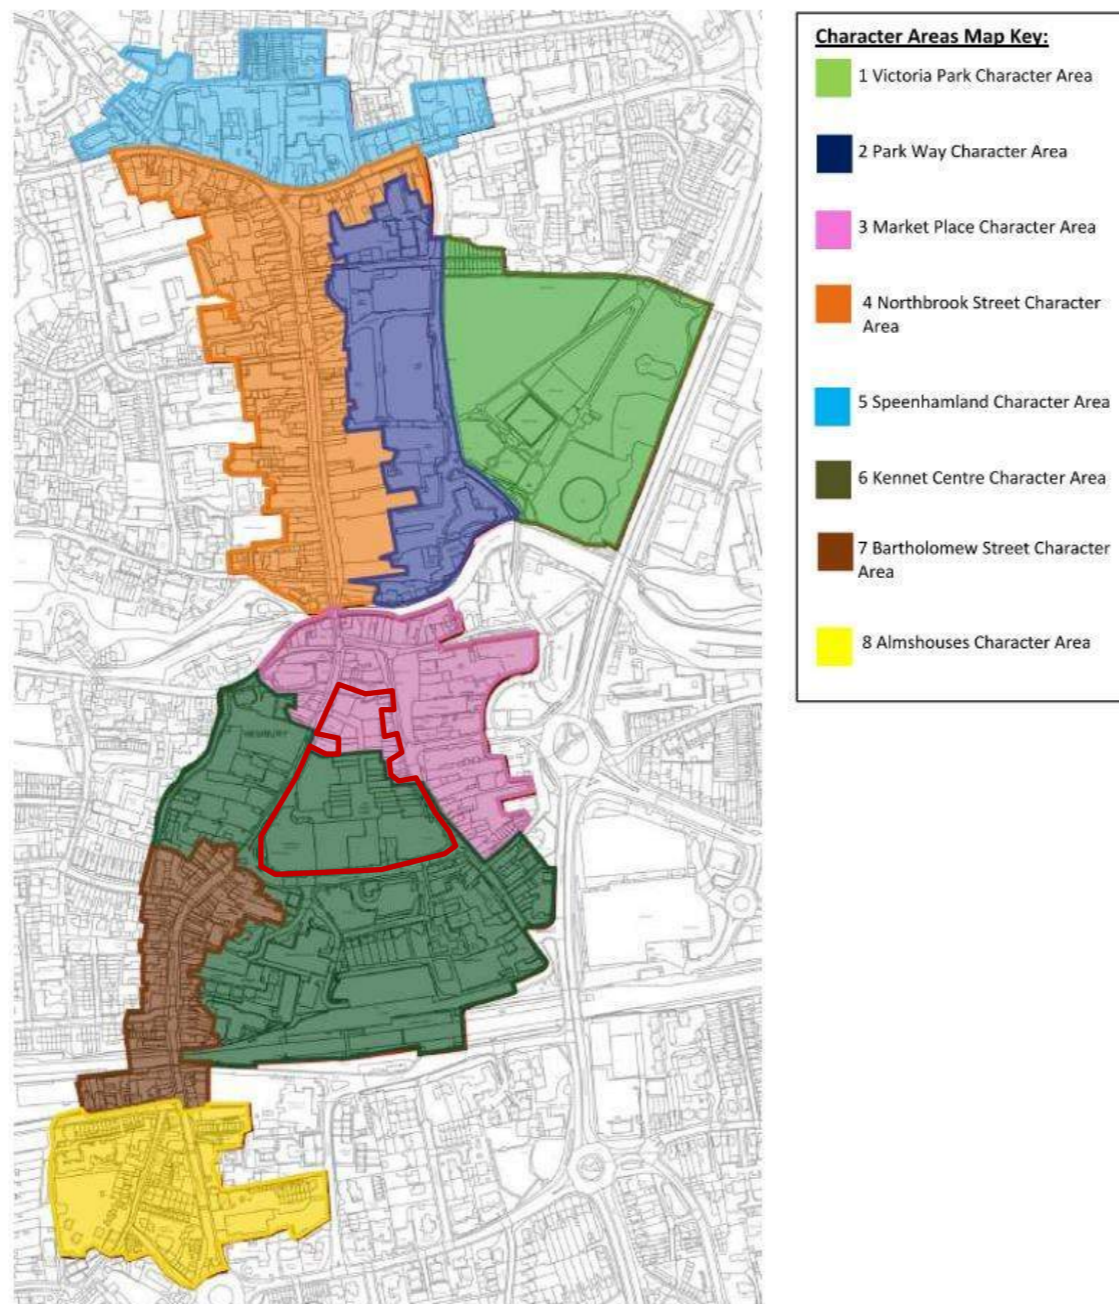 Character Areas Map Key:
1 Victoria Park Character Area
2 Park Way Character Area
3 Market Place Character Area
4 Northbrook Street Character
Area
5 Speenhamland Character Area
6 Kennet Centre Character Area
7 Bartholomew Street Character
Area
8 Almshouses Character Area
NEWBURY